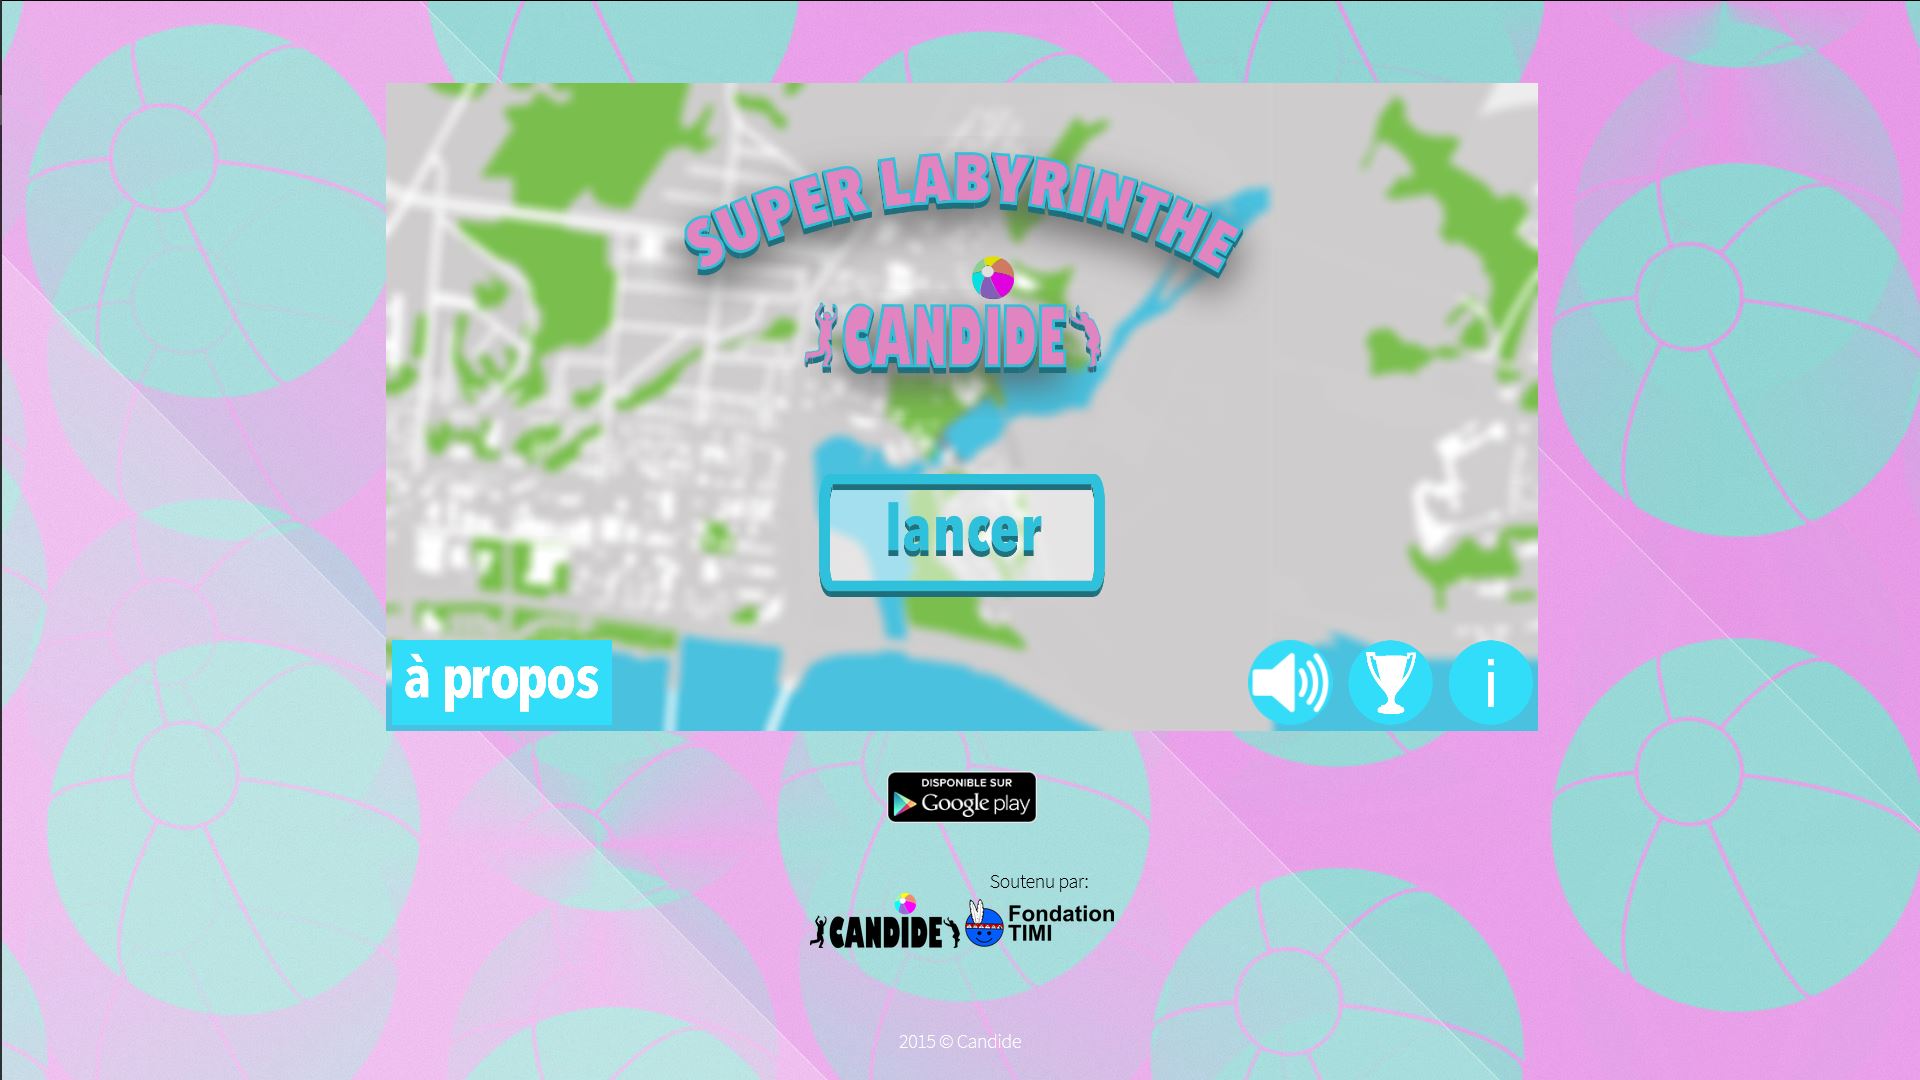 SUPER LABYRINTHE
CANDIDE
lancer
à propos
i
DISPONIBLE SUR
Google play
Soutenu par:
CANDIDE
Fondation
TIMI
2015 © Candide